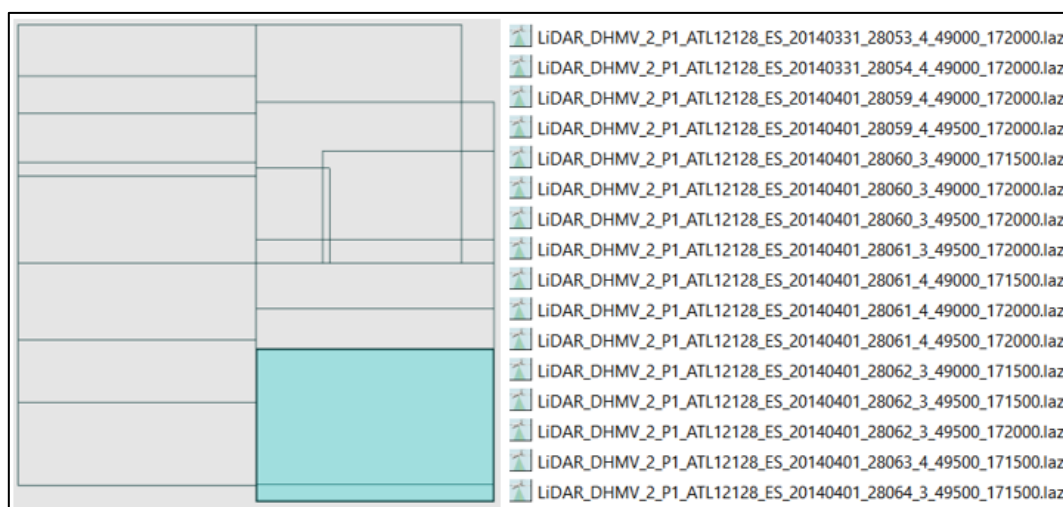 LiDAR_DHMV_2_P1_ATL12128_ES_20140331_28053_4_49000_172000.laz
LiDAR_DHMV_2_P1_ATL12128_ES_20140331_28054_4_49000_172000.laz
LiDAR_DHMV_2_P1_ATL12128_ES_20140401_28059_4_49000_172000.laz
LiDAR_DHMV_2_P1_ATL12128_ES_20140401_28059_4_49500_172000.laz
LiDAR_DHMV_2_P1_ATL12128_ES_20140401_28060_3_49000_171500.laz
LiDAR_DHMV_2_P1_ATL12128_ES_20140401_28060_3_49000_172000.laz
LiDAR_DHMV_2_P1_ATL12128_ES_20140401_28060_3_49500_172000.laz
LiDAR_DHMV_2_P1_ATL12128_ES_20140401_28061_3_49500_172000.laz
LiDAR_DHMV_2_P1_ATL12128_ES_20140401_28061_4_49000_171500.laz
LiDAR_DHMV_2_P1_ATL12128_ES_20140401_28061_4_49000_172000.laz
LiDAR_DHMV_2_P1_ATL12128_ES_20140401_28061_4_49500_172000.laz
LiDAR_DHMV_2_P1_ATL12128_ES_20140401_28062_3_49000_171500.laz
LiDAR_DHMV_2_P1_ATL12128_ES_20140401_28062_3_49500_171500.laz
LiDAR_DHMV_2_P1_ATL12128_ES_20140401_28062_3_49500_172000.laz
LiDAR_DHMV_2_P1_ATL12128_ES_20140401_28063_4_49500_171500.laz
LiDAR_DHMV_2_P1_ATL12128_ES_20140401_28064_3_49500_171500.laz